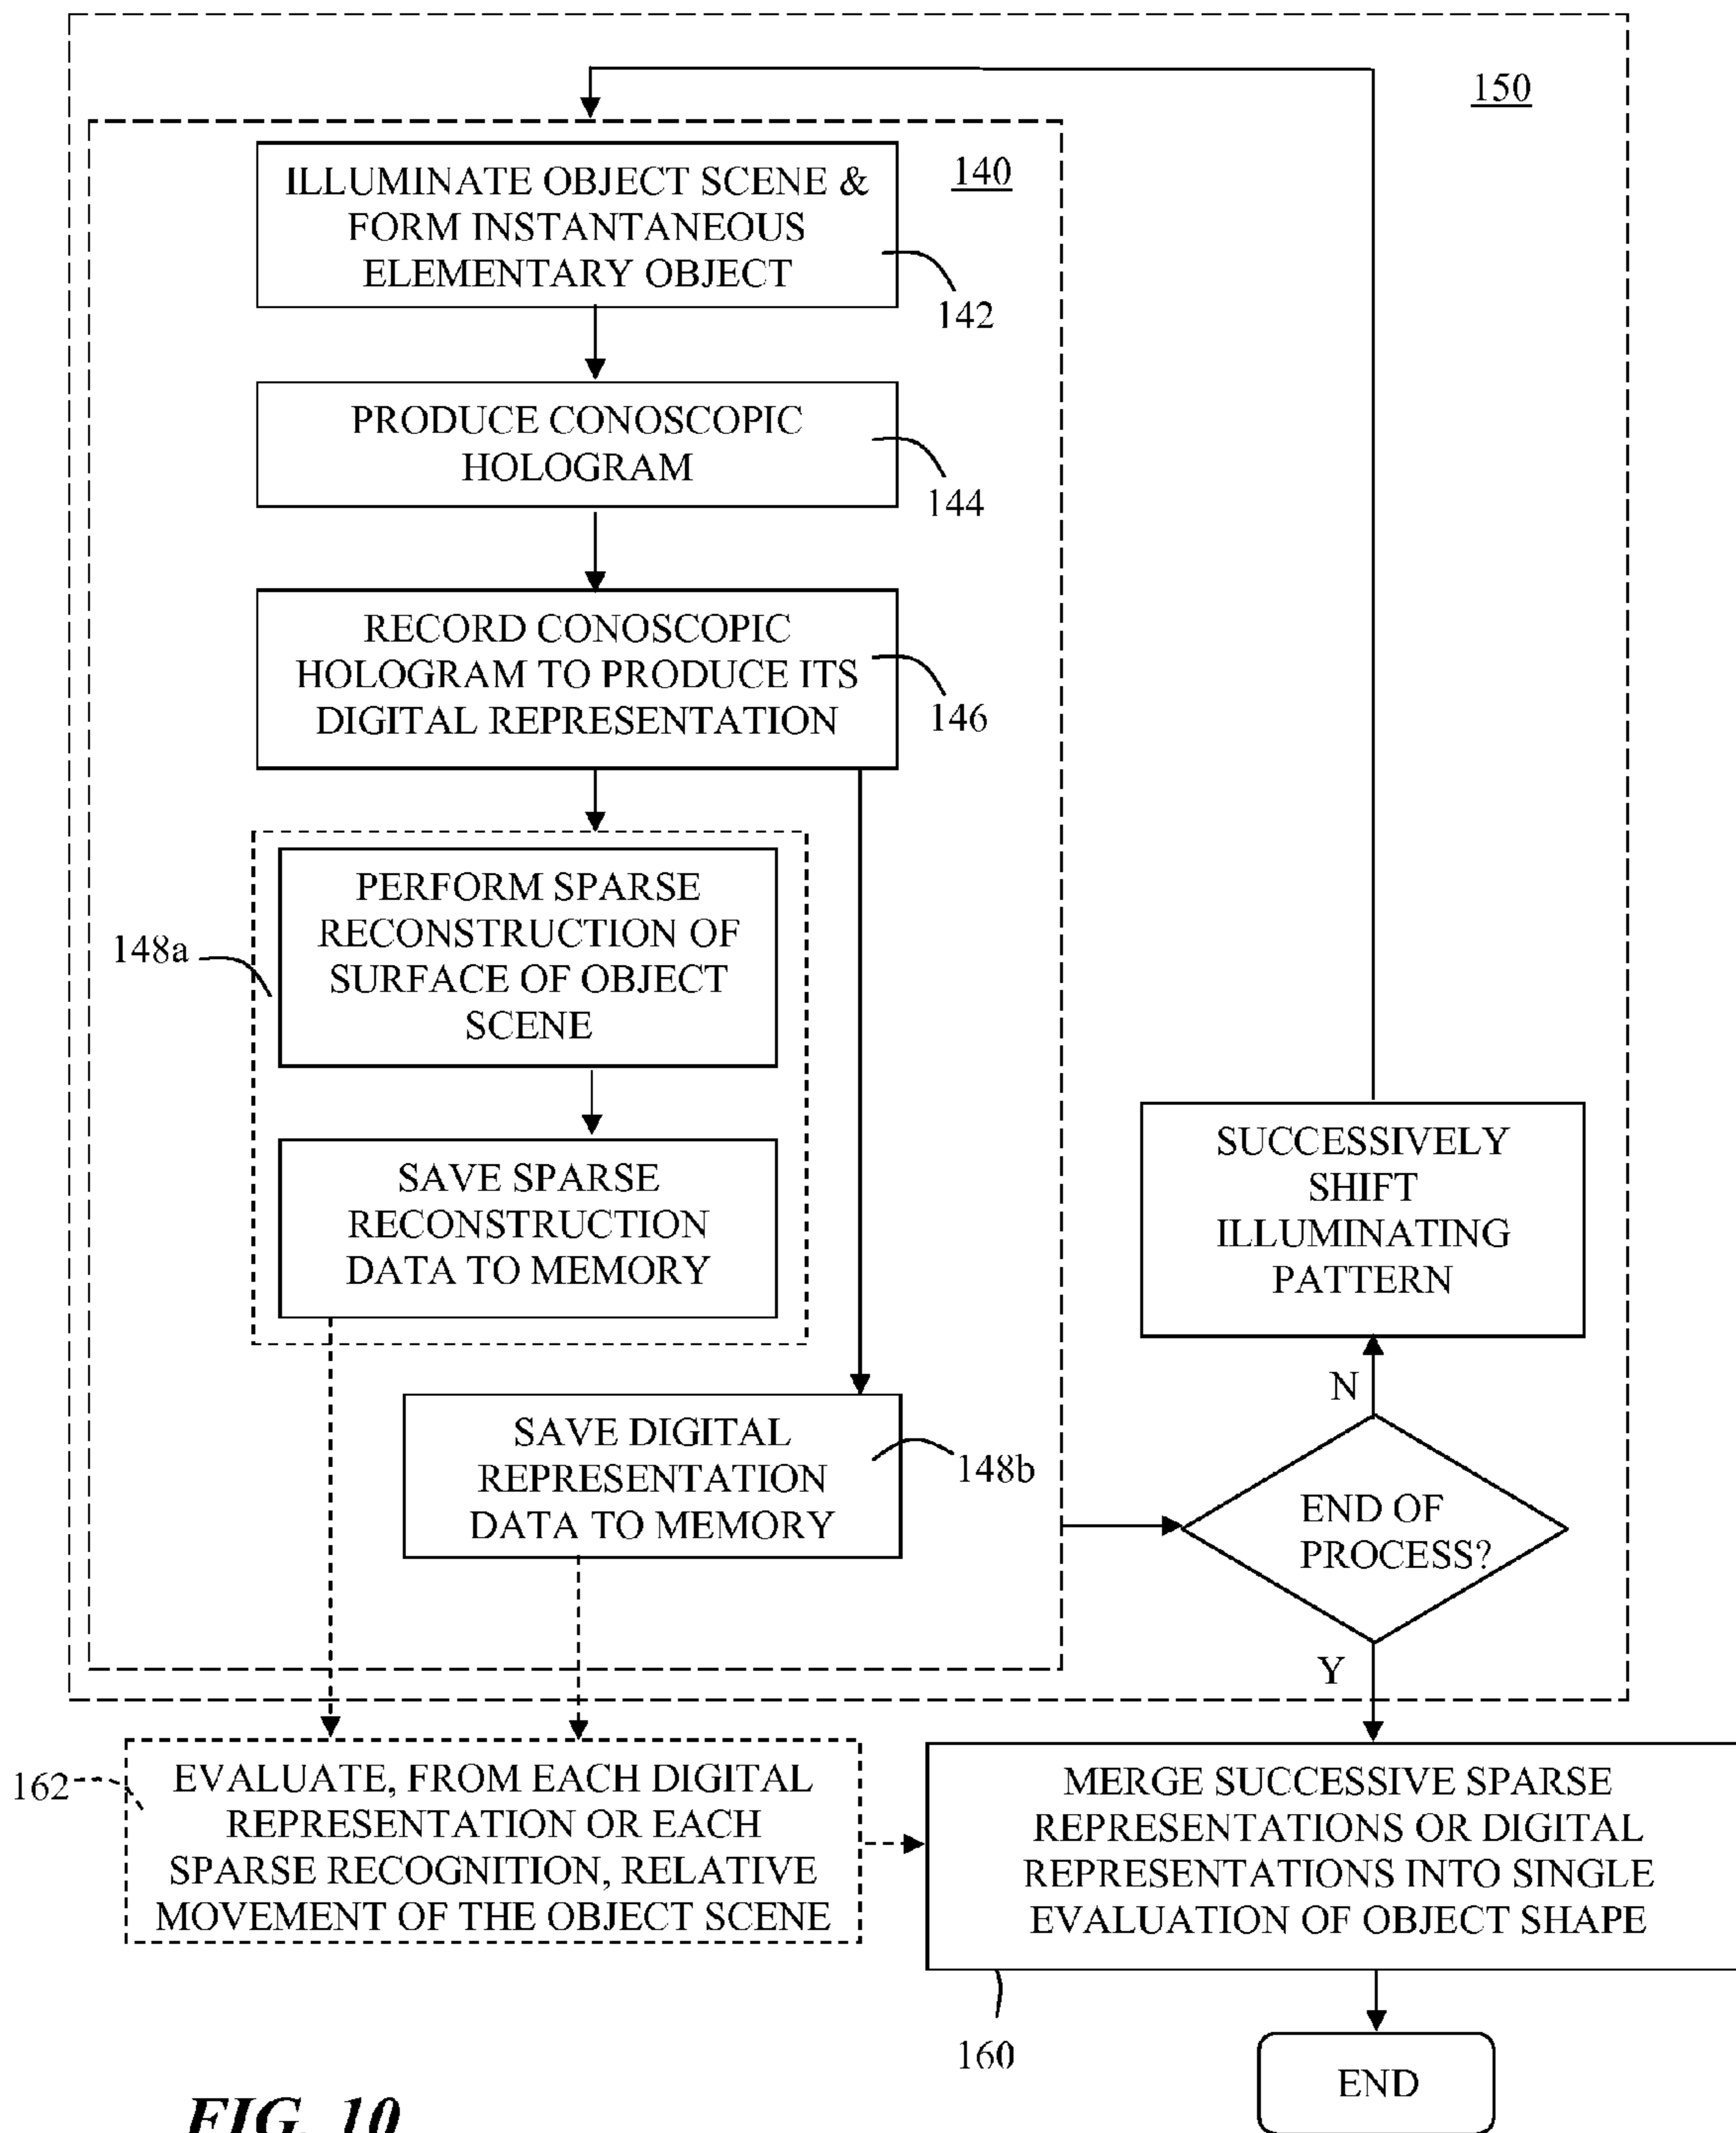 150
140
ILLUMINATE OBJECT SCENE &
FORM INSTANTANEOUS
ELEMENTARY OBJECT
142
PRODUCE CONOSCOPIC
HOLOGRAM
144
RECORD CONOSCOPIC
HOLOGRAM TO PRODUCE ITS
DIGITAL REPRESENTATION
146
PERFORM SPARSE
RECONSTRUCTION OF
SURFACE OF OBJECT
SCENE
148a
SAVE SPARSE
RECONSTRUCTION
DATA TO MEMORY
SAVE DIGITAL
REPRESENTATION
DATA TO MEMORY
148b
SUCCESSIVELY
SHIFT
ILLUMINATING
PATTERN
N
END OF
PROCESS?
Y
162
EVALUATE, FROM EACH DIGITAL
REPRESENTATION OR EACH
SPARSE RECOGNITION, RELATIVE
MOVEMENT OF THE OBJECT SCENE
MERGE SUCCESSIVE SPARSE
REPRESENTATIONS OR DIGITAL
REPRESENTATIONS INTO SINGLE
EVALUATION OF OBJECT SHAPE
160
END
FIG. 10